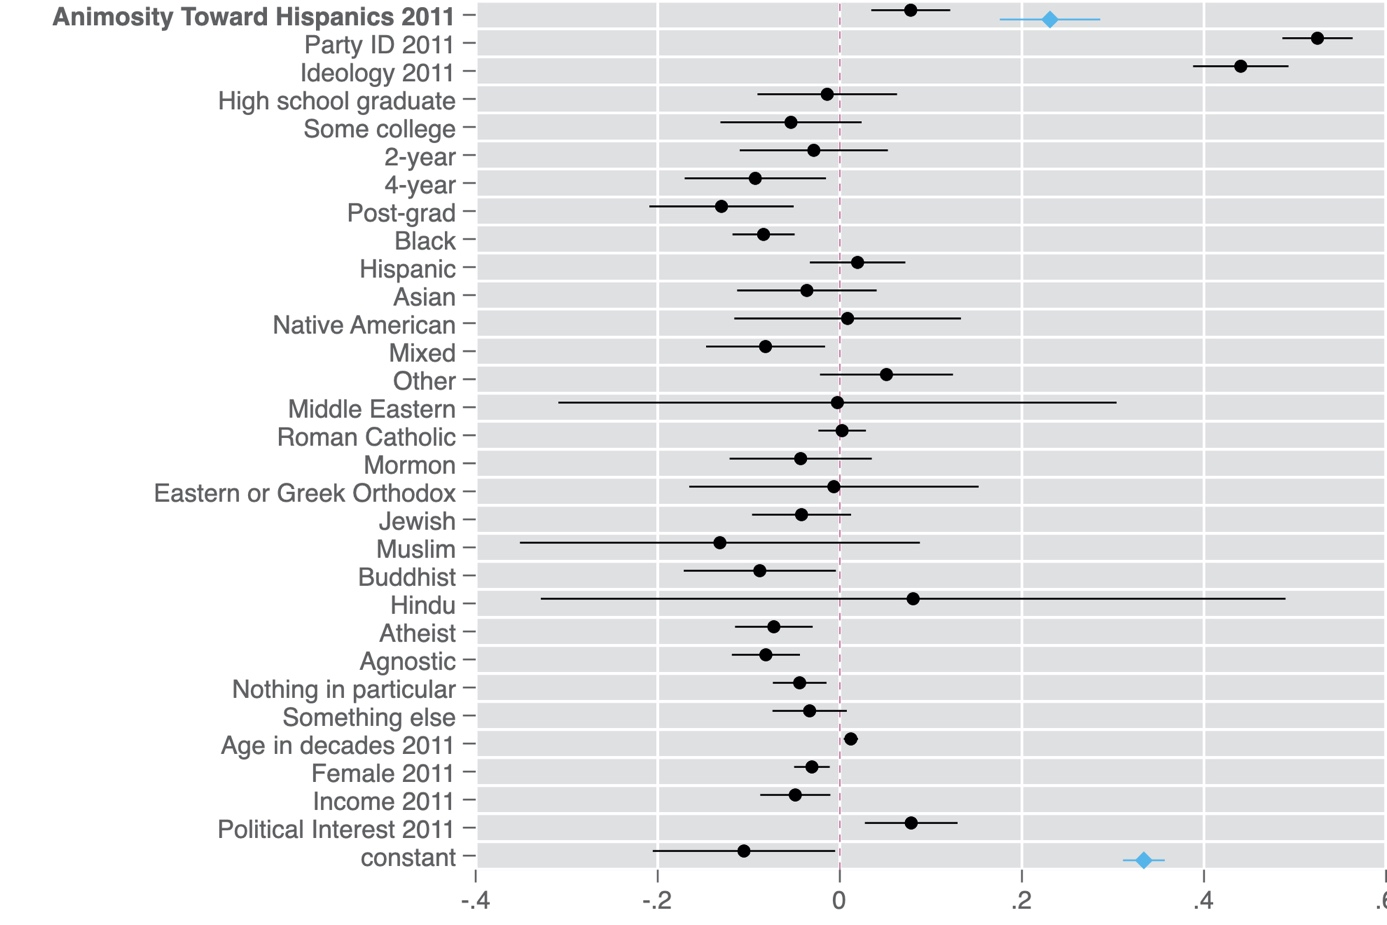 Animosity Toward Hispanics 2011
Party ID 2011
Ideology 2011
High school graduate
Some college
2-year
4-year
Post-grad
Black
Hispanic
Asian
Native American
Mixed
Other
Middle Eastern
Roman Catholic
Mormon
Eastern or Greek Orthodox
Jewish
Muslim
Buddhist
Hindu
Atheist
Agnostic
Nothing in particular
Something else
Age in decades 2011
Female 2011
Income 2011
Political Interest 2011
constant
-.4 -.2 0 .2 .4